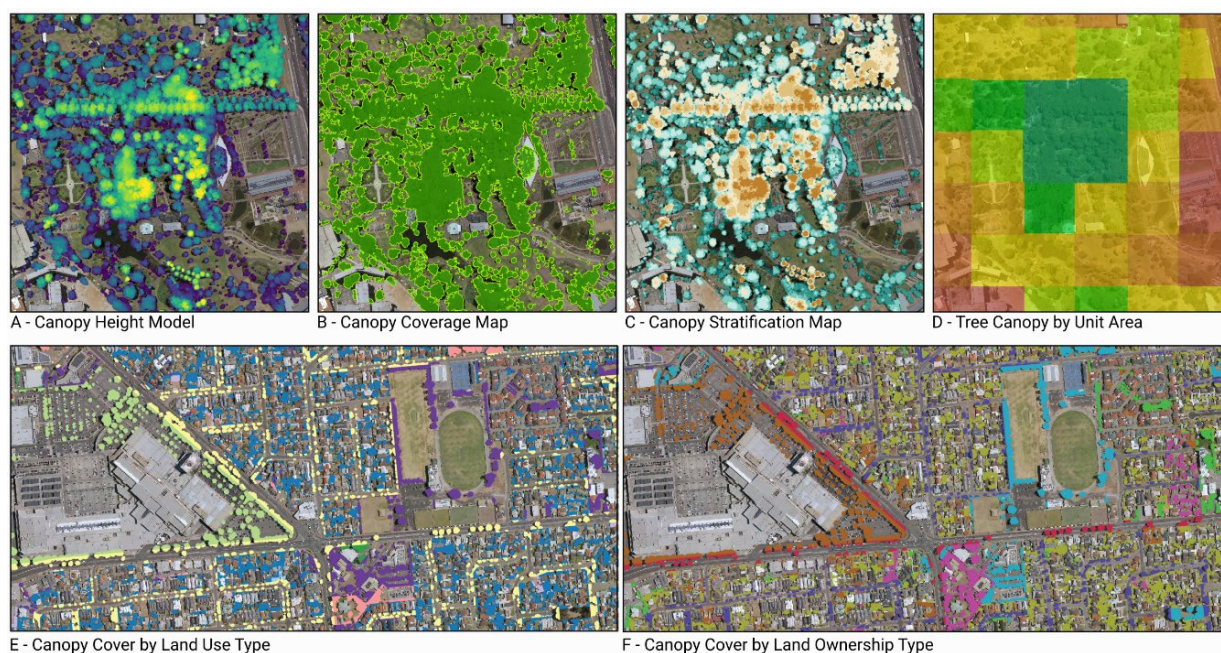 A - Canopy Height Model
B - Canopy Coverage Map
C - Canopy Stratification Map
D - Tree Canopy by Unit Area
E - Canopy Cover by Land Use Type
F - Canopy Cover by Land Ownership Type